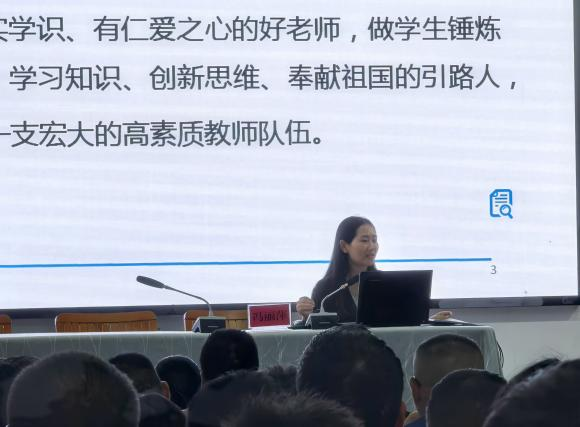 实学识、有仁爱之心的好老师，做学生锤炼
学习知识、创新思维、奉献祖国的引路人，
一支宏大的高素质教师队伍。
3